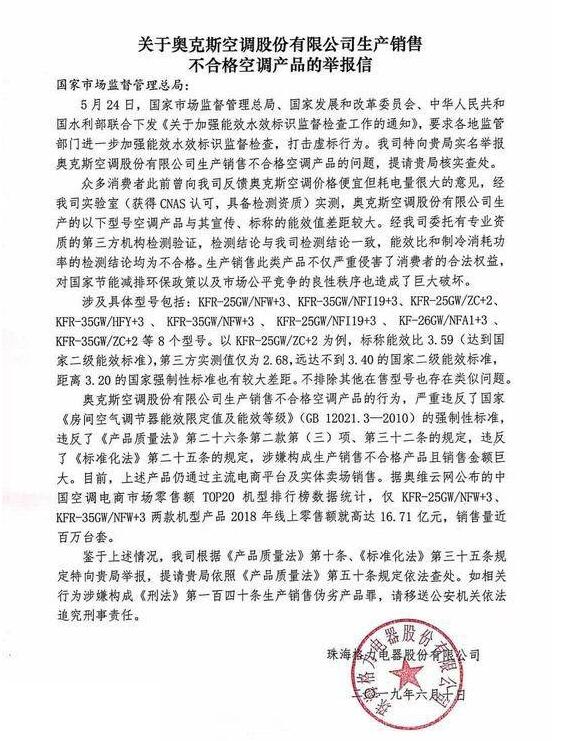 关于奥克斯空调股份有限公司生产销售
不合格空调产品的举报信
国家市场监督管理总局:
5月24日，国家市场监督管理总局、国家发展和改革委员会、中华人民共和
国水利部联合下发《关于加强能效水效标识监督检查工作的通知》，要求各地监管
部门进一步加强能效水效标识监督检查，打击虚标行为。我司特向贵局实名举报
奥克斯空调股份有限公司生产销售不合格空调产品的问题，提请贵局核实查处。
众多消费者此前曾向我司反馈奥克斯空调价格便宜但耗电量很大的意见，经
我司实验室（获得CNAS认可，具备检测资质）实测，奥克斯空调股份有限公司生
产的以下型号空调产品与其宣传、标称的能效值差距较大。经我司委托有专业资
质的第三方机构检测验证，检测结论与我司检测结论一致，能效比和制冷消耗功
率的检测结论均为不合格。生产销售此类产品不仅严重侵害了消费者的合法权益，
对国家节能减排环保政策以及市场公平竞争的良性秩序也造成了巨大破坏。
涉及具体型号包括：KFR-25GW/NFW+3、KFR-35GW/NFI19+3、KFR-25GW/ZC+2、
KFR-35GW/HFY+3、KFR-35GW/NFW+3、KFR-25GW/NFI19+3、KF-26GW/NFA1+3、
KFR-35GW/ZC+2等8个型号。以KFR-25GW/ZC+2为例，标称能效比3.59（达到国
家二级能效标准），第三方实测值仅为2.68，远达不到3.40的国家二级能效标准，
距离3.20的国家强制性标准也有较大差距。不排除其他在售型号也存在类似问题。
奥克斯空调股份有限公司生产销售不合格空调产品的行为，严重违反了国家
《房间空气调节器能效限定值及能效等级》（GB 12021.3—2010）的强制性标准，
违反了《产品质量法》第二十六条第二款第（三）项、第三十二条的规定，违反
了《标准化法》第二十五条的规定，涉嫌构成生产销售不合格产品且销售金额巨
大。目前，上述产品仍通过主流电商平台及实体卖场销售。据奥维云网公布的中
国空调电商市场零售额TOP20机型排行榜数据统计，仅KFR-25GW/NFW+3、
KFR-35GW/NFW+3两款机型产品2018年线上零售额就高达16.71亿元，销售量近
百万台套。
鉴于上述情况，我司根据《产品质量法》第十条、《标准化法》第三十五条规
定特向贵局举报，提请贵局依照《产品质量法》第五十条规定依法查处。如相关
行为涉嫌构成《刑法》第一百四十条生产销售伪劣产品罪，请移送公安机关依法
追究刑事责任。
珠海格力电器股份有限公司
二〇一九年六月十日
珠海格力电器股份有限公司